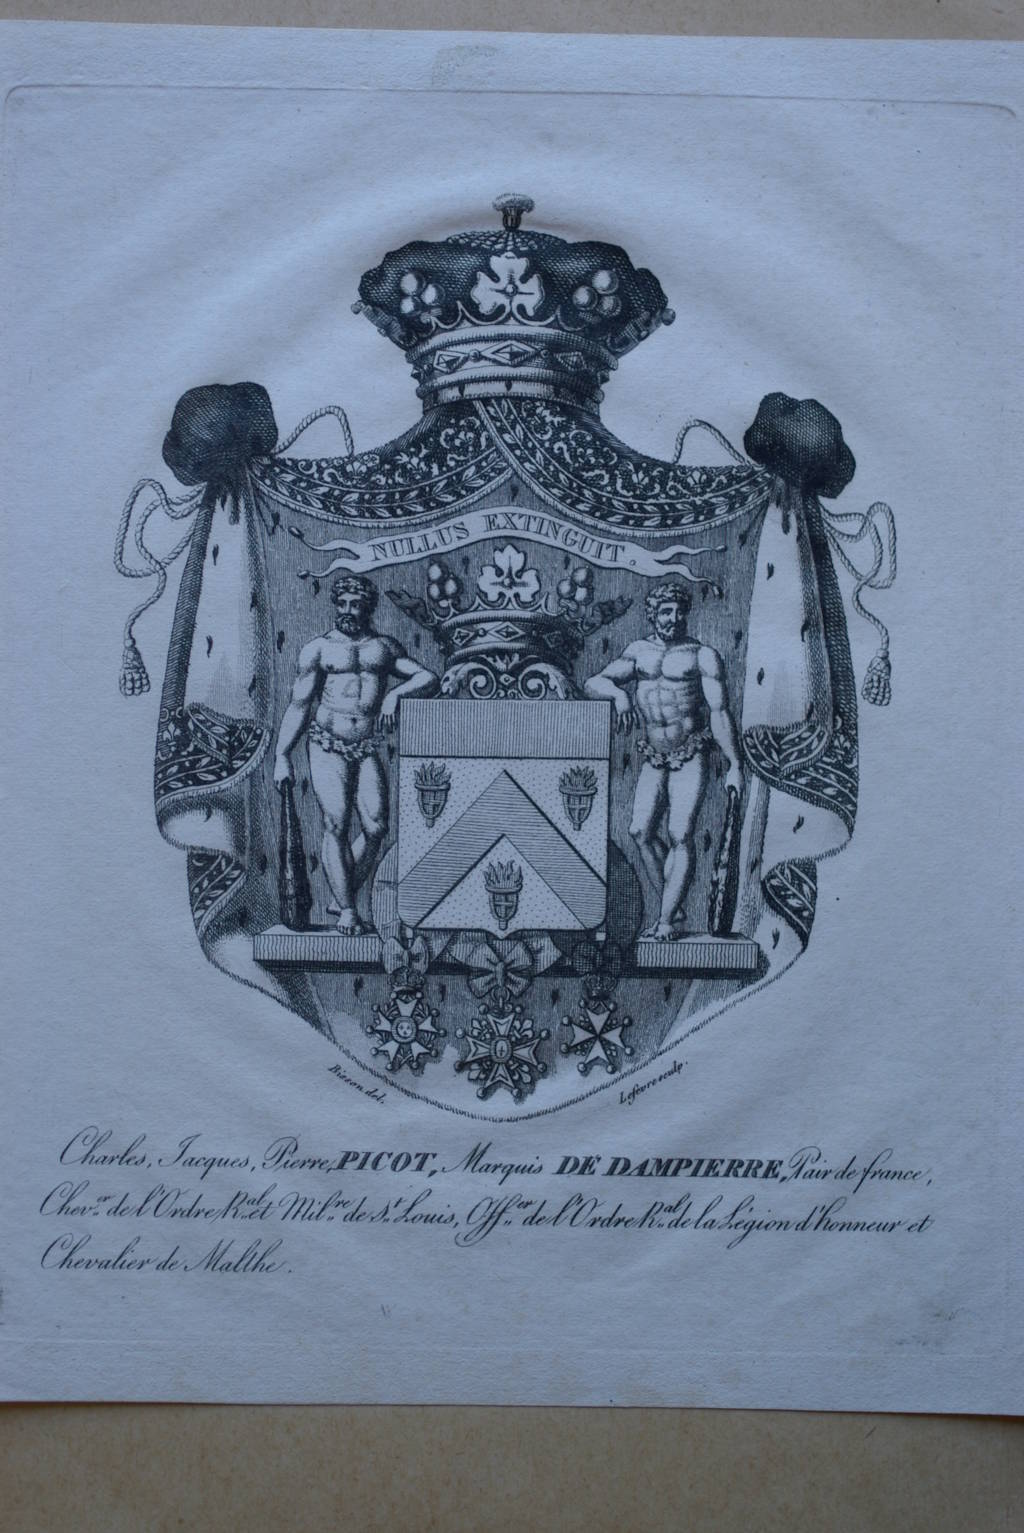 NULLUS EXTINGUIT.
Bisson del.
Lefevre sculp.
Charles, Jacques, Pierre, PICOT, Marquis DE DAMPIERRE, Pair de france,
Chev.er de l'Ordre R.al et Mil.re de S.t Louis, Off.er de l'Ordre R.al de la Légion d'honneur et
Chevalier de Malthe.